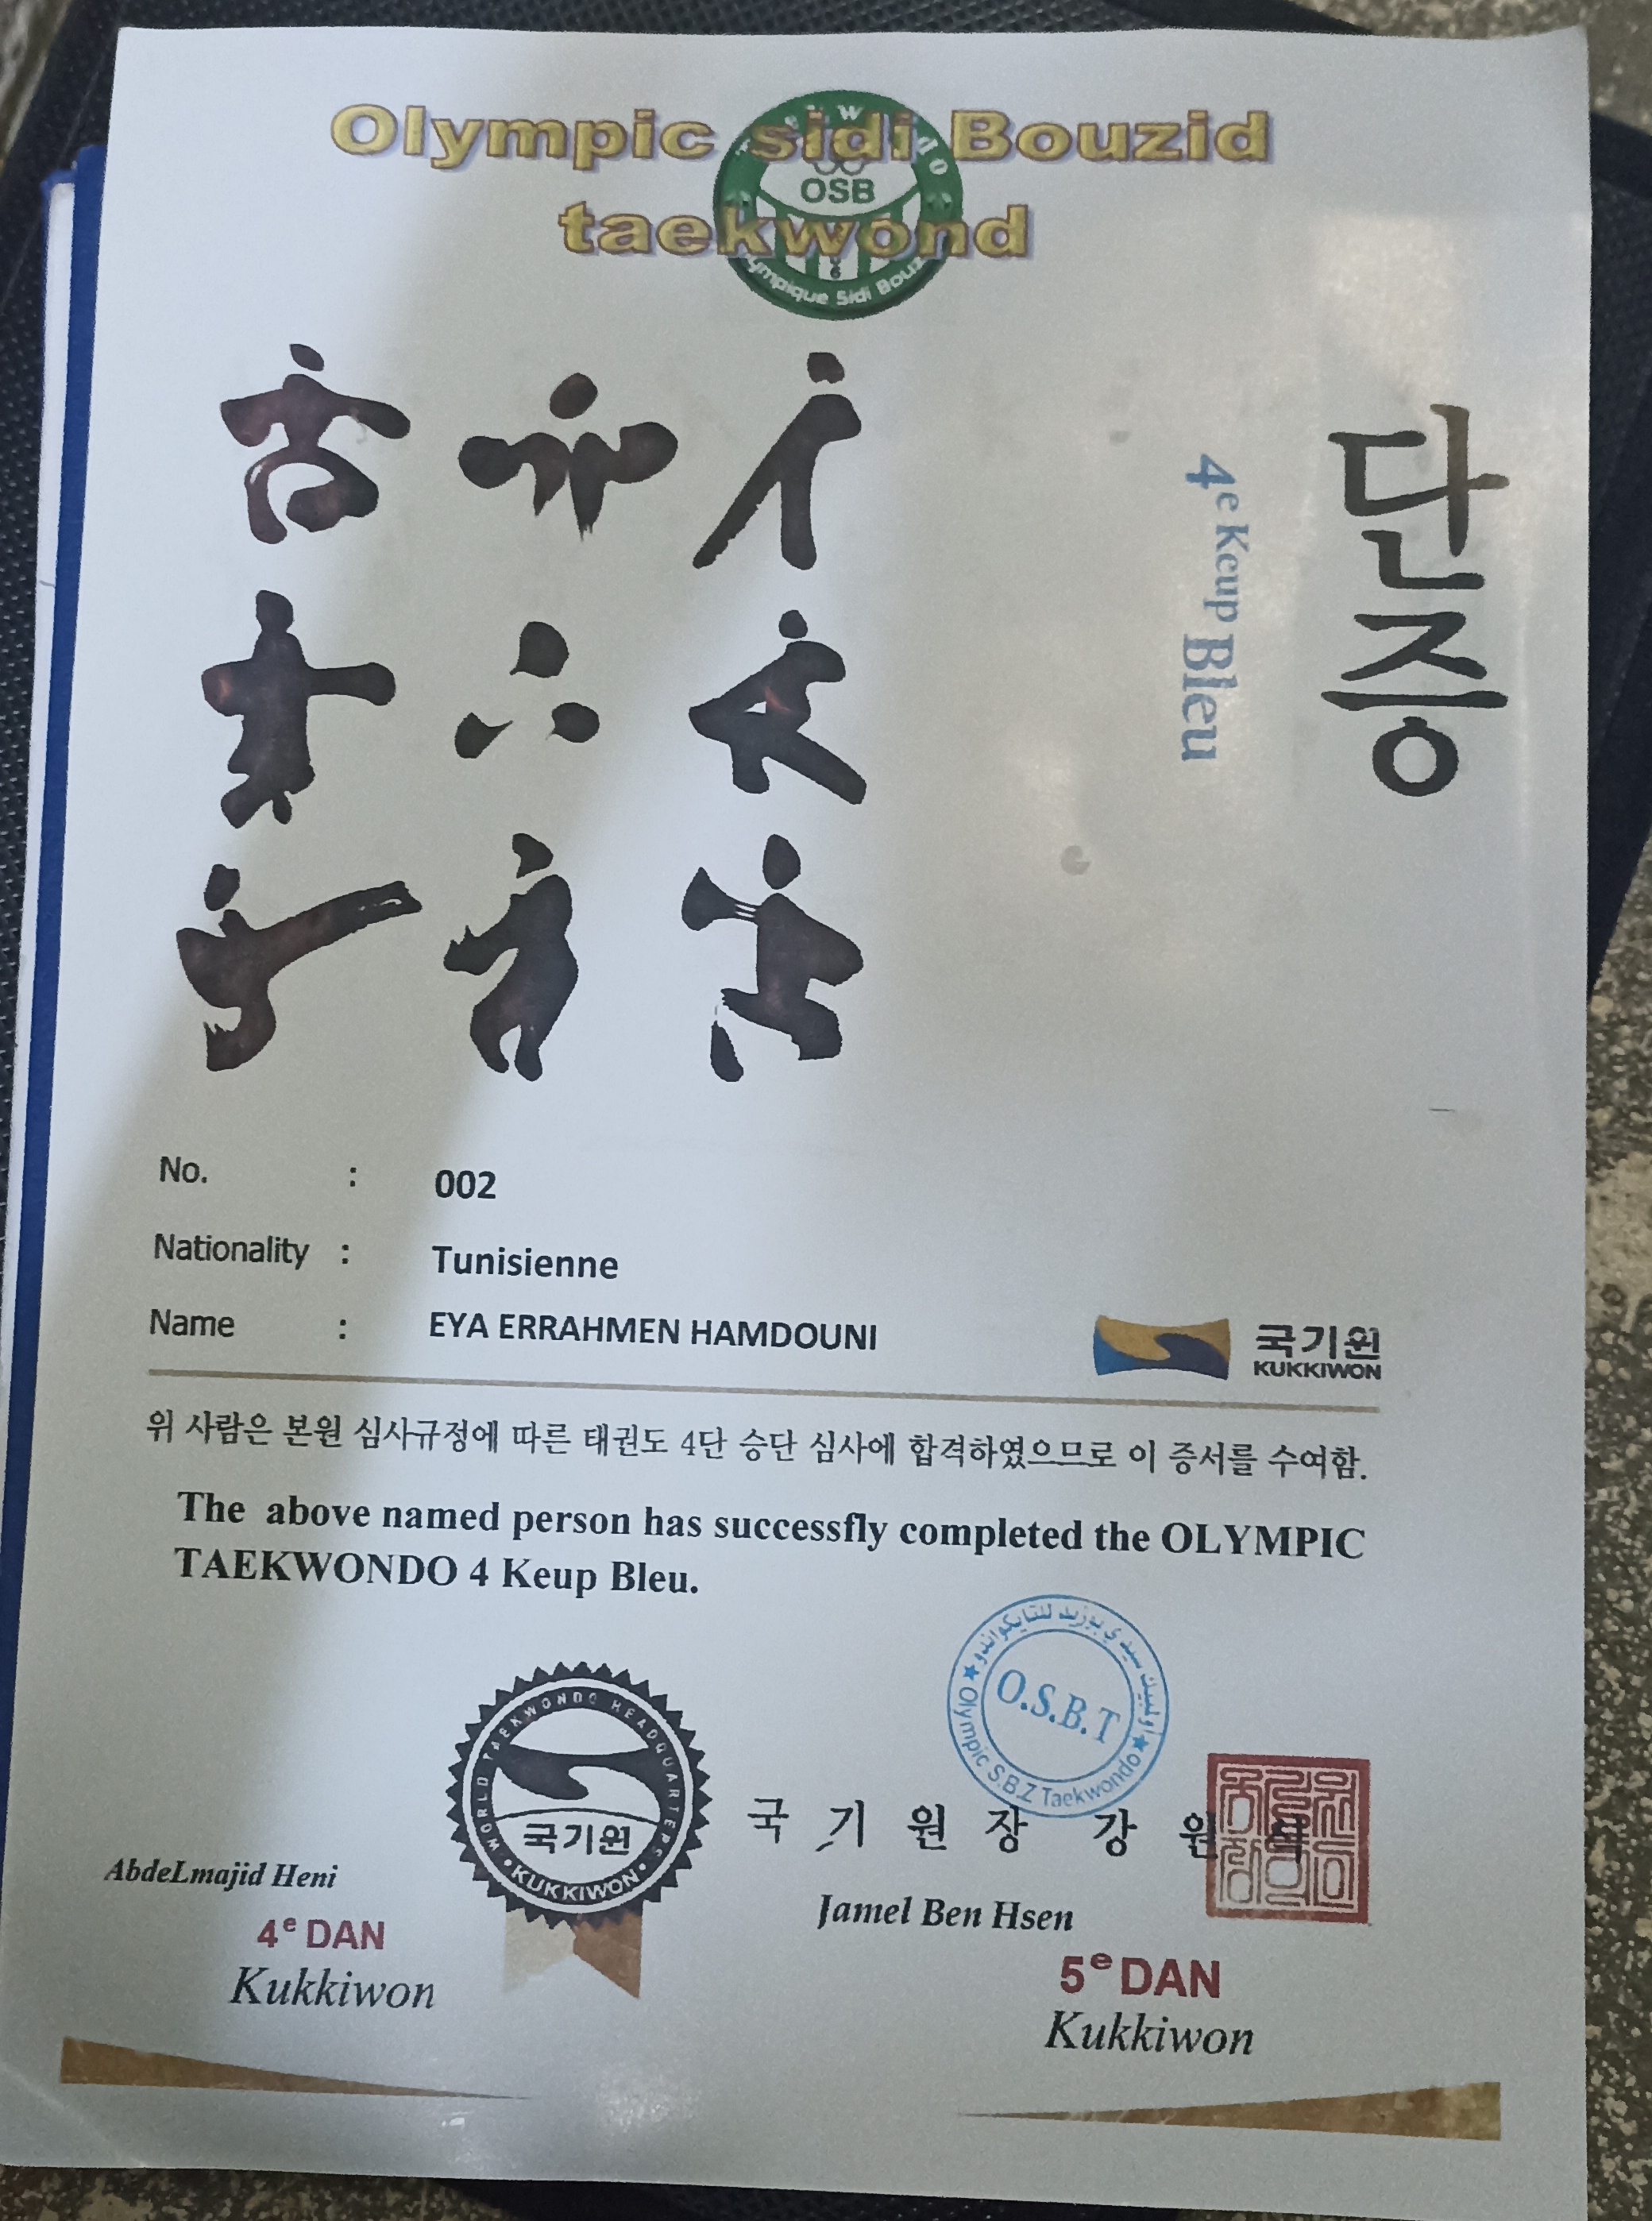 Olympic sidi Bouzid
taekwond
OSB
단증
4e Keup Bleu
No. : 002
Nationality : Tunisienne
Name : EYA ERRAHMEN HAMDOUNI
국기원
KUKKIWON
위 사람은 본원 심사규정에 따른 태권도 4단 승단 심사에 합격하였으므로 이 증서를 수여함.
The above named person has successfly completed the OLYMPIC
TAEKWONDO 4 Keup Bleu.
اولمبيك سيدي بوزيد للتايكواندو
O.S.B.T
Olympic S.B.Z Taekwondo
WORLD TAEKWONDO HEADQUARTERS
국기원
KUKKIWON
국 기 원 장 강 원 식
AbdeLmajid Heni
4e DAN
Kukkiwon
Jamel Ben Hsen
5e DAN
Kukkiwon